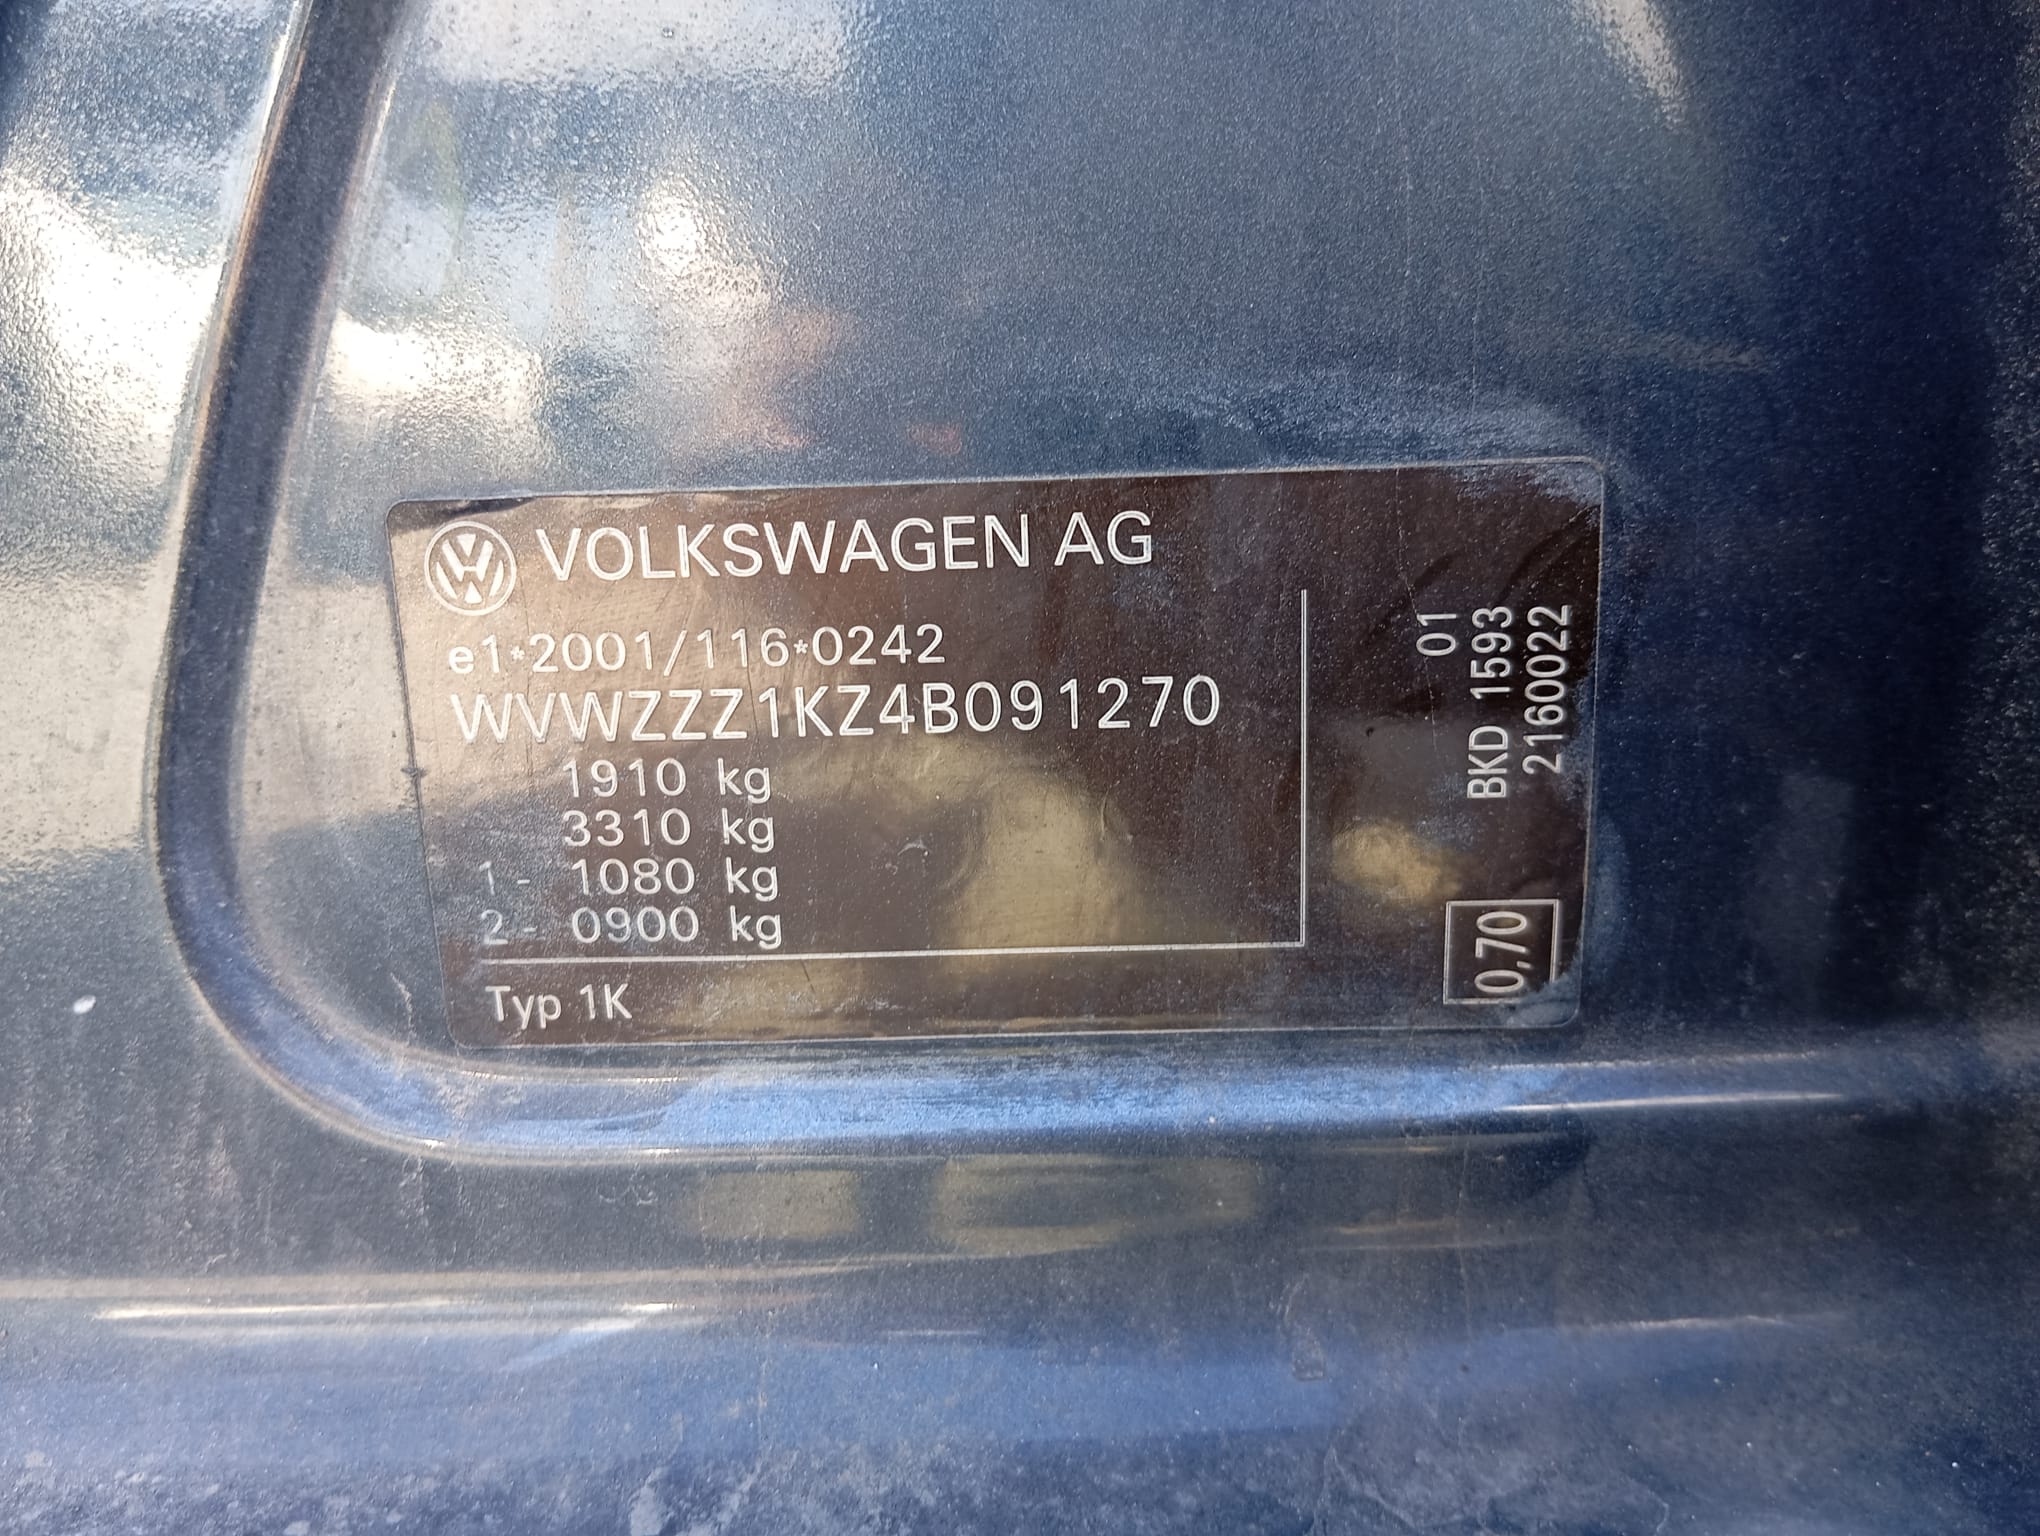 VOLKSWAGEN AG
e1*2001/116*0242
WVWZZZ1KZ4B091270
1910 kg
3310 kg
1- 1080 kg
2- 0900 kg
Typ 1K
01
BKD 1593
2160022
0,70